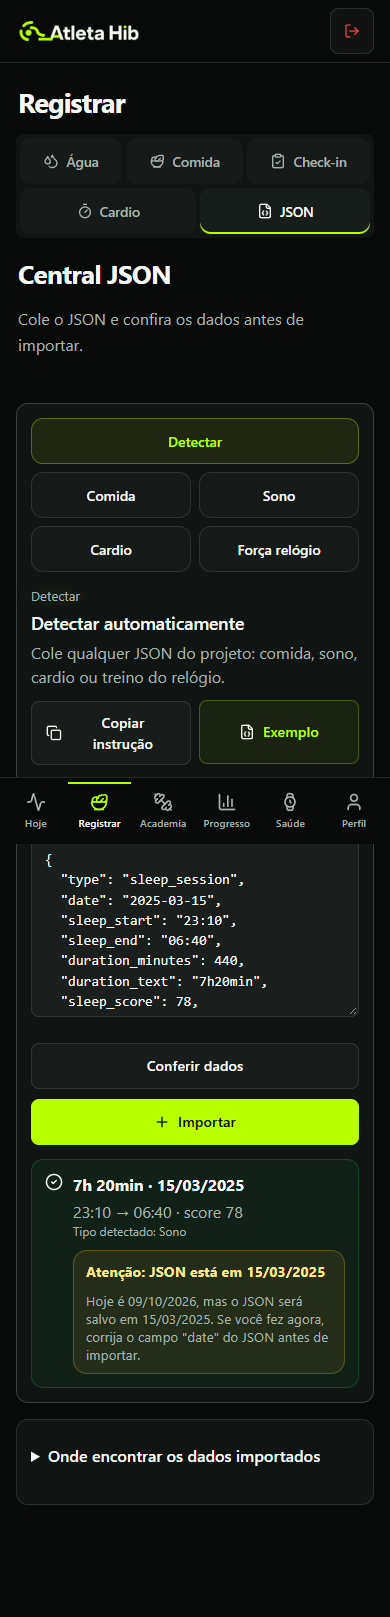 Atleta Hib
Registrar
Água
Comida
Check-in
Cardio
JSON
Central JSON
Cole o JSON e confira os dados antes de
importar.
Detectar
Comida
Sono
Cardio
Força relógio
Detectar
Detectar automaticamente
Cole qualquer JSON do projeto: comida, sono,
cardio ou treino do relógio.
Copiar
instrução
Exemplo
Hoje
Registrar
Academia
Progresso
Saúde
Perfil
{
"type": "sleep_session",
"date": "2025-03-15",
"sleep_start": "23:10",
"sleep_end": "06:40",
"duration_minutes": 440,
"duration_text": "7h20min",
"sleep_score": 78,
Conferir dados
+ Importar
7h 20min · 15/03/2025
23:10 → 06:40 · score 78
Tipo detectado: Sono
Atenção: JSON está em 15/03/2025
Hoje é 09/10/2026, mas o JSON será
salvo em 15/03/2025. Se você fez agora,
corrija o campo "date" do JSON antes de
importar.
Onde encontrar os dados importados